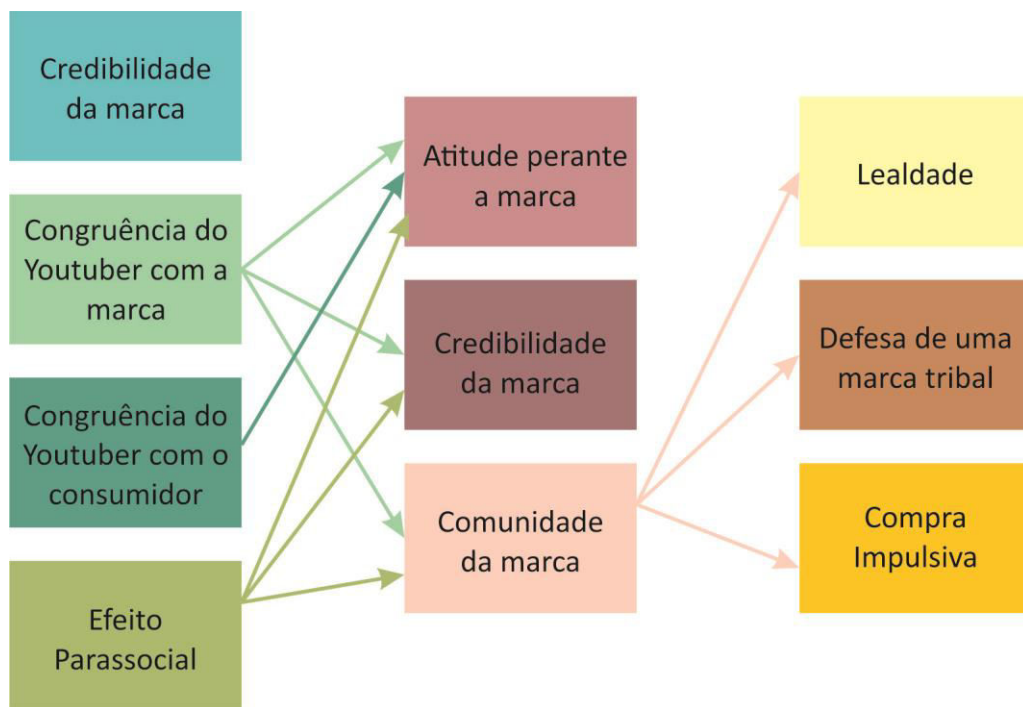 Credibilidade
da marca
Congruência do
Youtuber com a
marca
Congruência do
Youtuber com o
consumidor
Efeito
Parassocial
Atitude perante
a marca
Credibilidade
da marca
Comunidade
da marca
Lealdade
Defesa de uma
marca tribal
Compra
Impulsiva